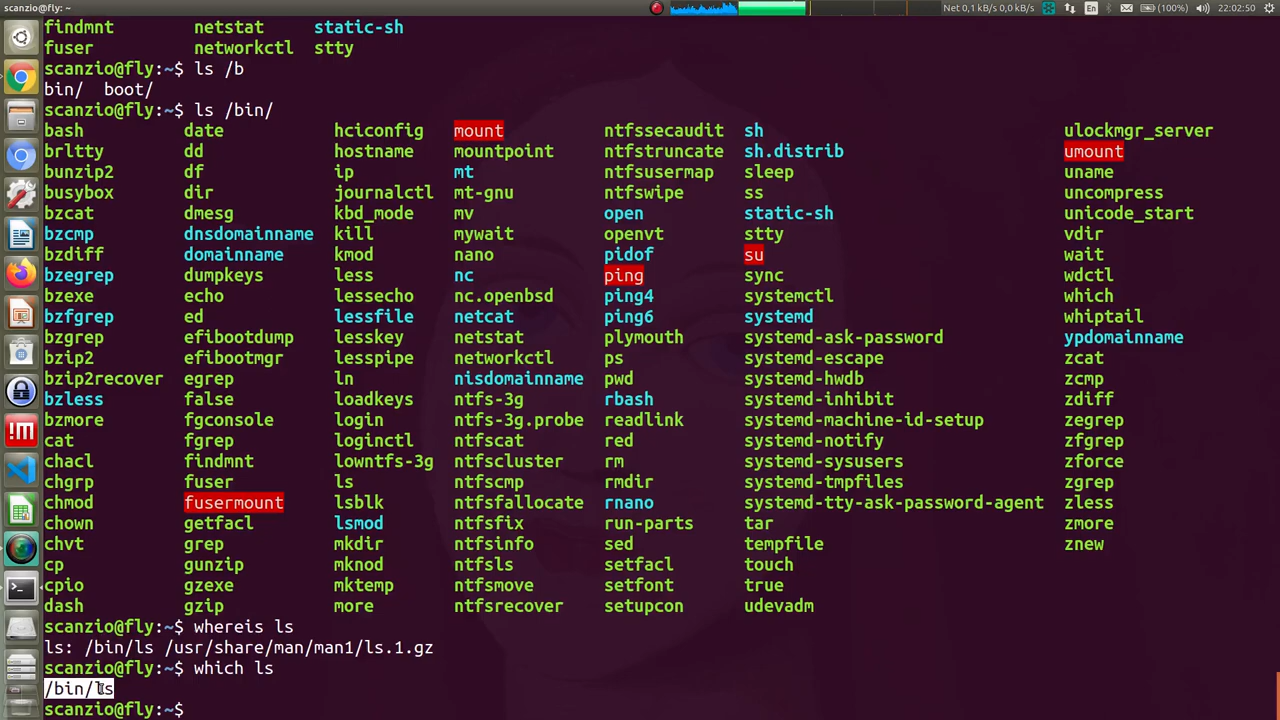 scanzio@fly: ~ Net 0,1 kB/s 0,0 kB/s En (100%) 22:02:50
findmnt netstat static-sh
fuser networkctl stty
scanzio@fly:~$ ls /b
bin/ boot/
scanzio@fly:~$ ls /bin/
bash date hciconfig mount ntfssecaudit sh ulockmgr_server
brltty dd hostname mountpoint ntfstruncate sh.distrib umount
bunzip2 df ip mt ntfsusermap sleep uname
busybox dir journalctl mt-gnu ntfswipe ss uncompress
bzcat dmesg kbd_mode mv open static-sh unicode_start
bzcmp dnsdomainname kill mywait openvt stty vdir
bzdiff domainname kmod nano pidof su wait
bzegrep dumpkeys less nc ping sync wdctl
bzexe echo lessecho nc.openbsd ping4 systemctl which
bzfgrep ed lessfile netcat ping6 systemd whiptail
bzgrep efibootdump lesskey netstat plymouth systemd-ask-password ypdomainname
bzip2 efibootmgr lesspipe networkctl ps systemd-escape zcat
bzip2recover egrep ln nisdomainname pwd systemd-hwdb zcmp
bzless false loadkeys ntfs-3g rbash systemd-inhibit zdiff
bzmore fgconsole login ntfs-3g.probe readlink systemd-machine-id-setup zegrep
cat fgrep loginctl ntfscat red systemd-notify zfgrep
chacl findmnt lowntfs-3g ntfscluster rm systemd-sysusers zforce
chgrp fuser ls ntfscmp rmdir systemd-tmpfiles zgrep
chmod fusermount lsblk ntfsfallocate rnano systemd-tty-ask-password-agent zless
chown getfacl lsmod ntfsfix run-parts tar zmore
chvt grep mkdir ntfsinfo sed tempfile znew
cp gunzip mknod ntfsls setfacl touch
cpio gzexe mktemp ntfsmove setfont true
dash gzip more ntfsrecover setupcon udevadm
scanzio@fly:~$ whereis ls
ls: /bin/ls /usr/share/man/man1/ls.1.gz
scanzio@fly:~$ which ls
/bin/ls
scanzio@fly:~$